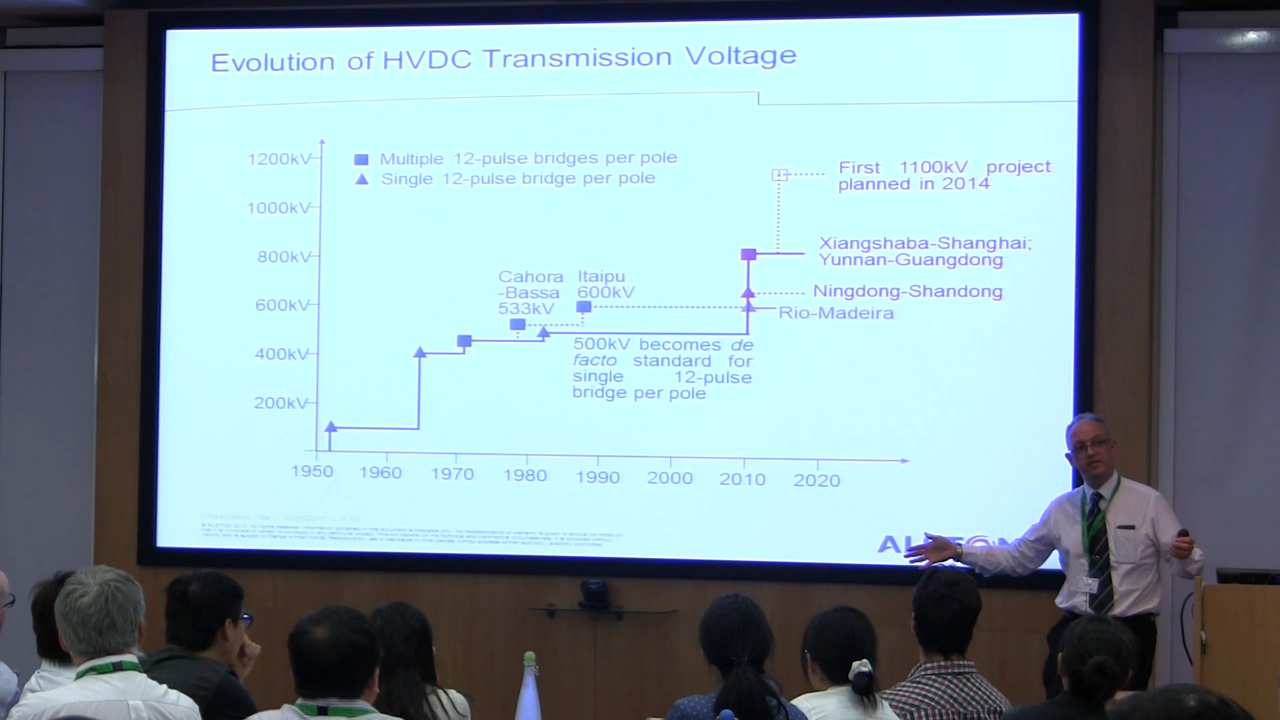 Evolution of HVDC Transmission Voltage
1200kV
1000kV
800kV
600kV
400kV
200kV
Multiple 12-pulse bridges per pole
Single 12-pulse bridge per pole
First 1100kV project
planned in 2014
Xiangshaba-Shanghai;
Yunnan-Guangdong
Ningdong-Shandong
Rio-Madeira
Cahora
-Bassa
533kV
Itaipu
600kV
500kV becomes de
facto standard for
single 12-pulse
bridge per pole
1950 1960 1970 1980 1990 2000 2010 2020